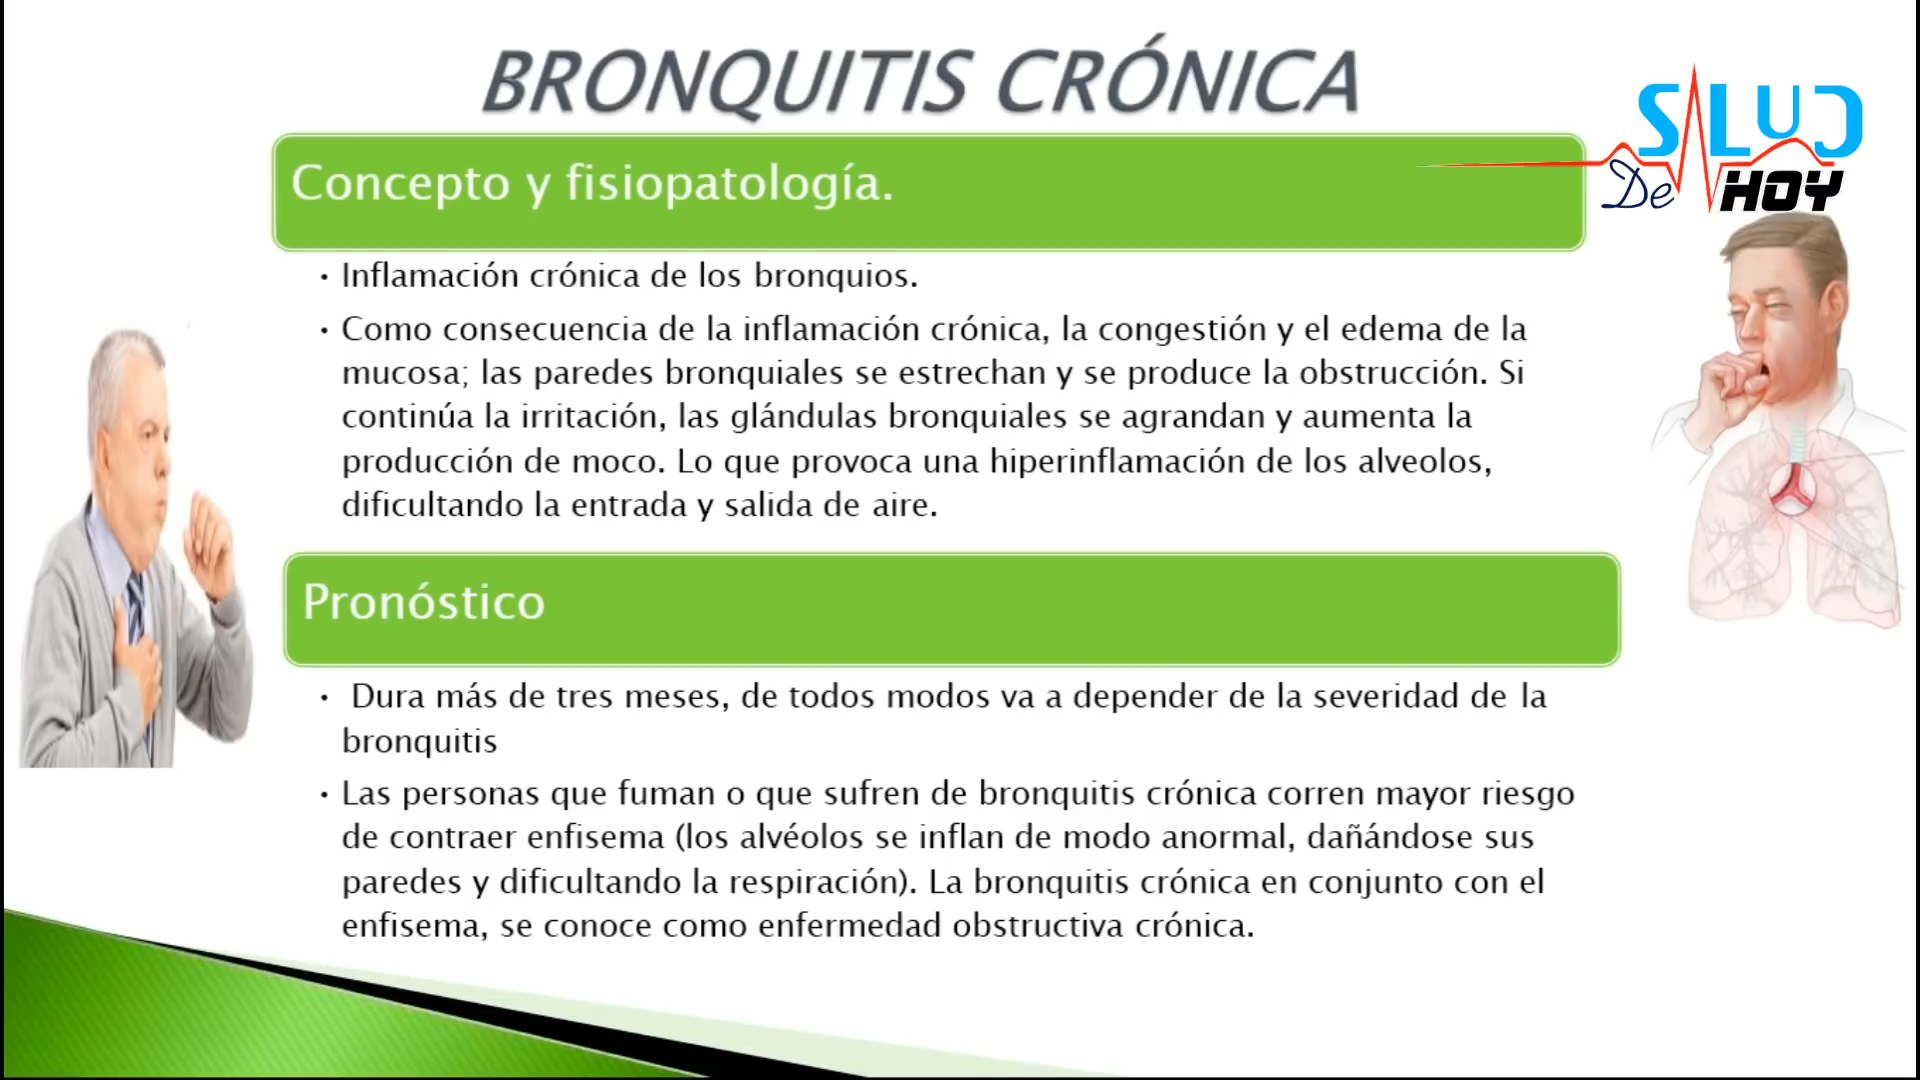 BRONQUITIS CRÓNICA
SALUD
De HOY
Concepto y fisiopatología.
• Inflamación crónica de los bronquios.
• Como consecuencia de la inflamación crónica, la congestión y el edema de la
mucosa; las paredes bronquiales se estrechan y se produce la obstrucción. Si
continúa la irritación, las glándulas bronquiales se agrandan y aumenta la
producción de moco. Lo que provoca una hiperinflamación de los alveolos,
dificultando la entrada y salida de aire.
Pronóstico
• Dura más de tres meses, de todos modos va a depender de la severidad de la
bronquitis
• Las personas que fuman o que sufren de bronquitis crónica corren mayor riesgo
de contraer enfisema (los alvéolos se inflan de modo anormal, dañándose sus
paredes y dificultando la respiración). La bronquitis crónica en conjunto con el
enfisema, se conoce como enfermedad obstructiva crónica.